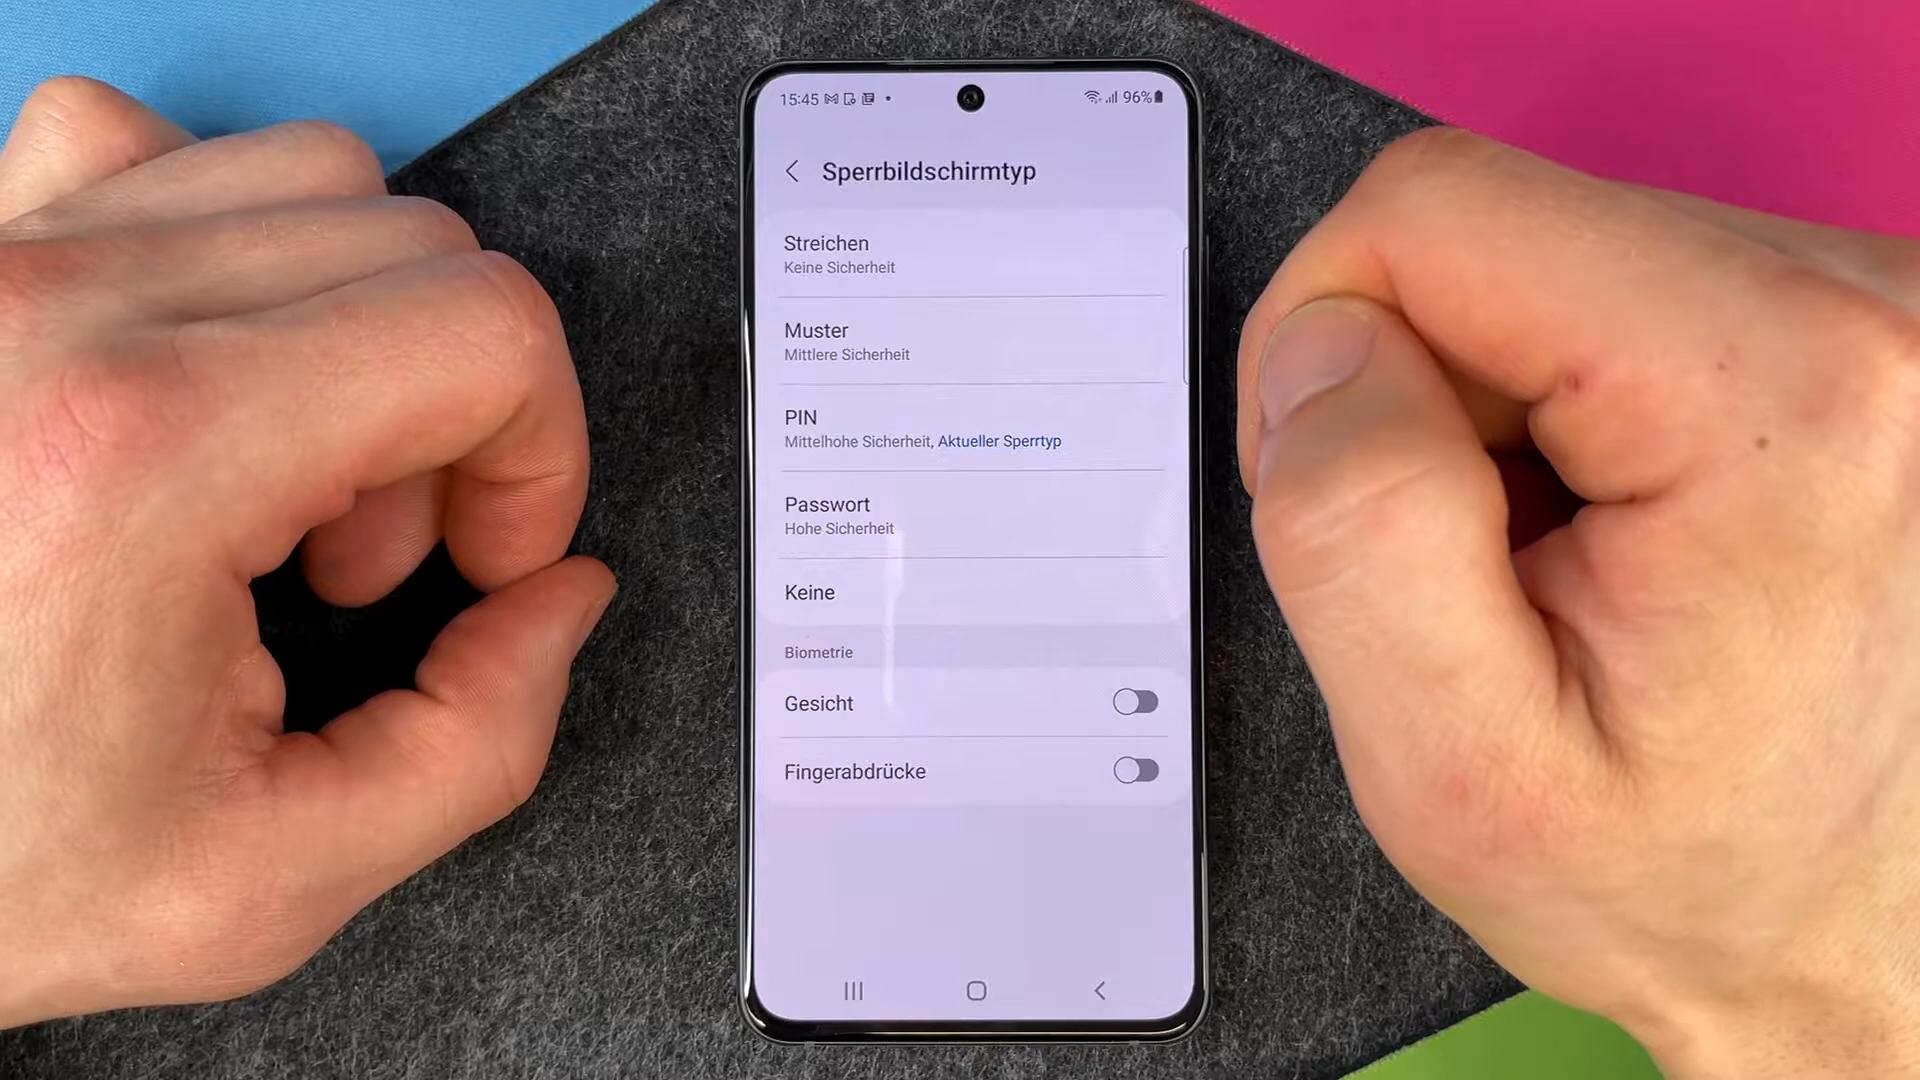 15:45 96%
Sperrbildschirmtyp
Streichen
Keine Sicherheit
Muster
Mittlere Sicherheit
PIN
Mittelhohe Sicherheit, Aktueller Sperrtyp
Passwort
Hohe Sicherheit
Keine
Biometrie
Gesicht
Fingerabdrücke